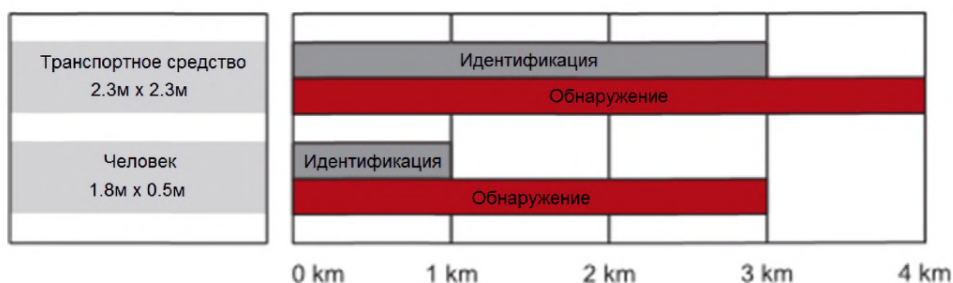 Транспортное средство
2.3м x 2.3м
Идентификация
Обнаружение
Человек
1.8м x 0.5м
Идентификация
Обнаружение
0 km 1 km 2 km 3 km 4 km